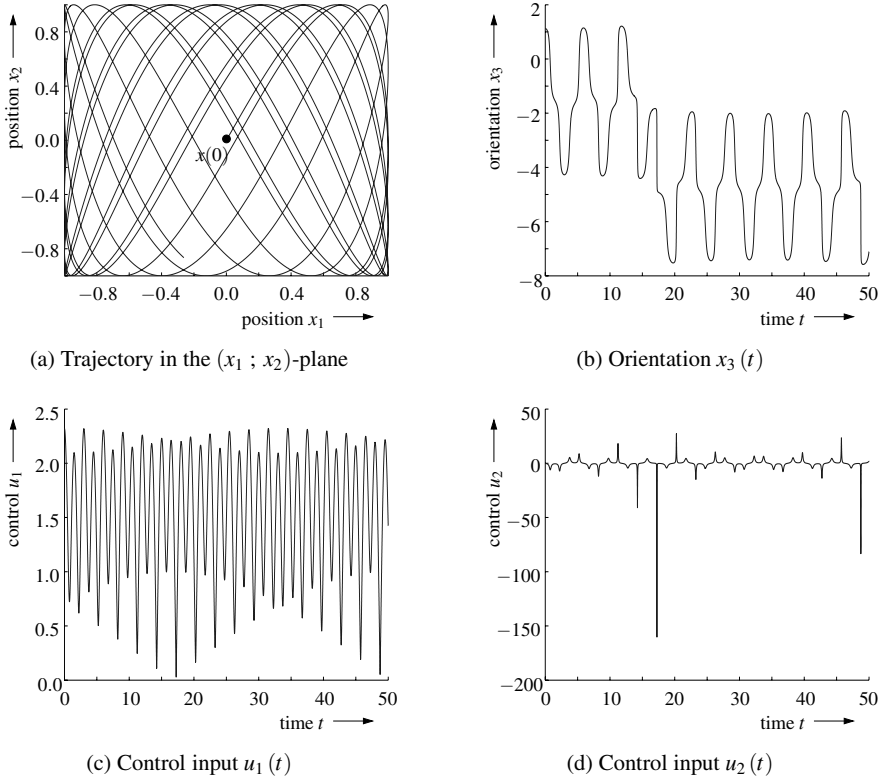 position x₂
0.8
0.4
0.0
−0.4
−0.8
x(0)
−0.8 −0.4 0.0 0.4 0.8
position x₁
(a) Trajectory in the (x₁ ; x₂)-plane
orientation x₃
2
0
−2
−4
−6
−8
0 10 20 30 40 50
time t
(b) Orientation x₃ (t)
control u₁
2.5
2.0
1.5
1.0
0.5
0.0
0 10 20 30 40 50
time t
(c) Control input u₁ (t)
control u₂
50
0
−50
−100
−150
−200
0 10 20 30 40 50
time t
(d) Control input u₂ (t)